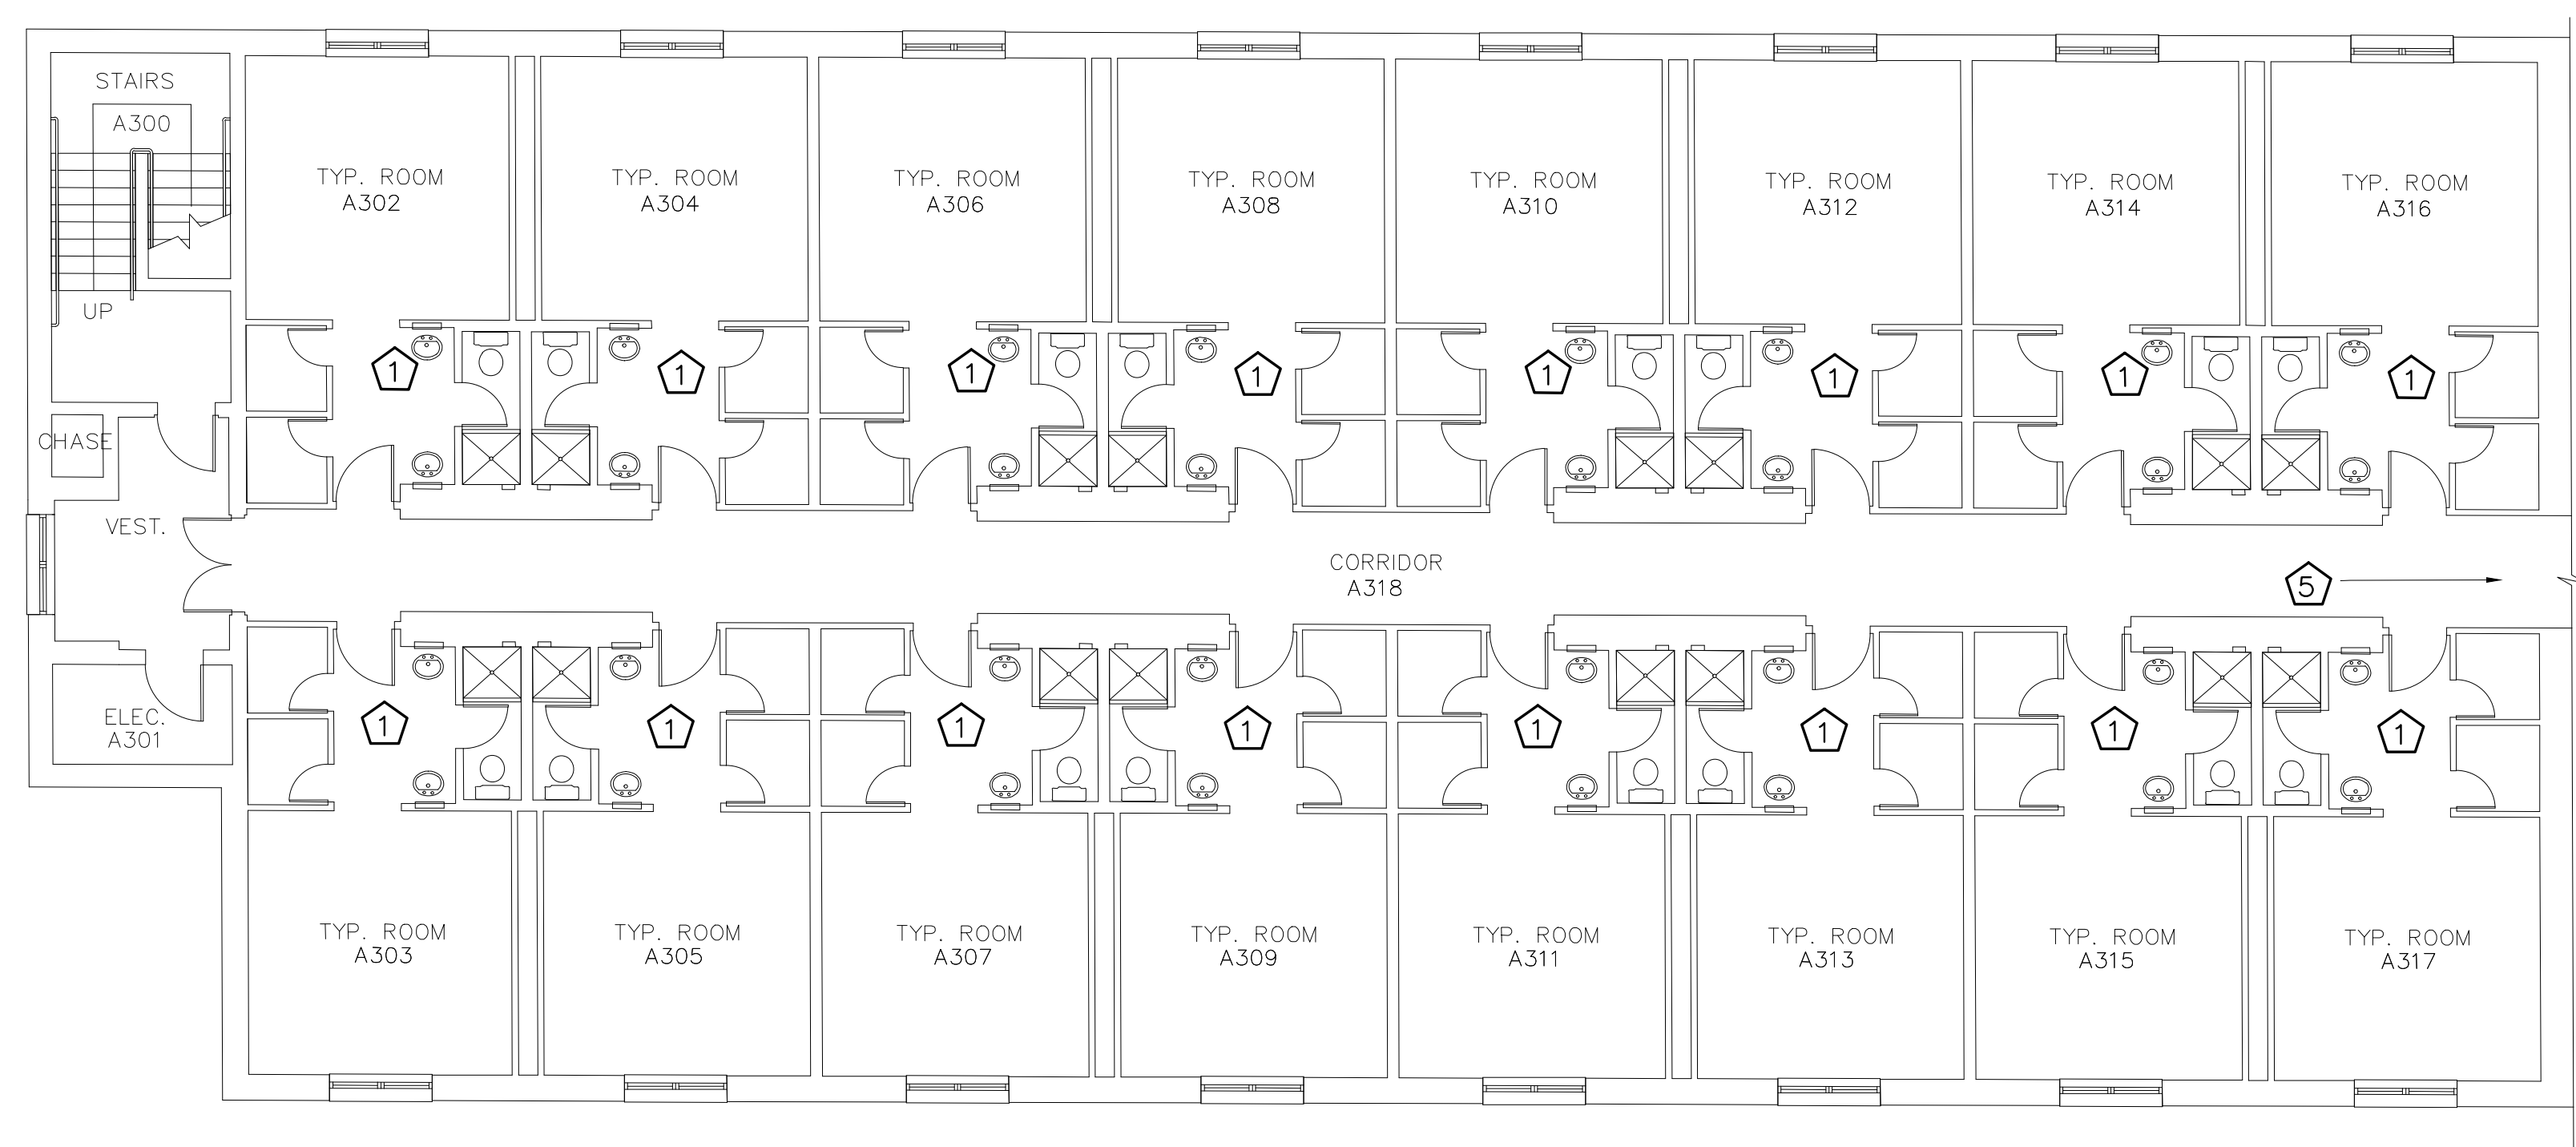 STAIRS
A300
UP
CHASE
VEST.
ELEC.
A301
TYP. ROOM
A302
TYP. ROOM
A304
TYP. ROOM
A306
TYP. ROOM
A308
TYP. ROOM
A310
TYP. ROOM
A312
TYP. ROOM
A314
TYP. ROOM
A316
1
1
1
1
1
1
1
1
CORRIDOR
A318
5
1
1
1
1
1
1
1
1
TYP. ROOM
A303
TYP. ROOM
A305
TYP. ROOM
A307
TYP. ROOM
A309
TYP. ROOM
A311
TYP. ROOM
A313
TYP. ROOM
A315
TYP. ROOM
A317